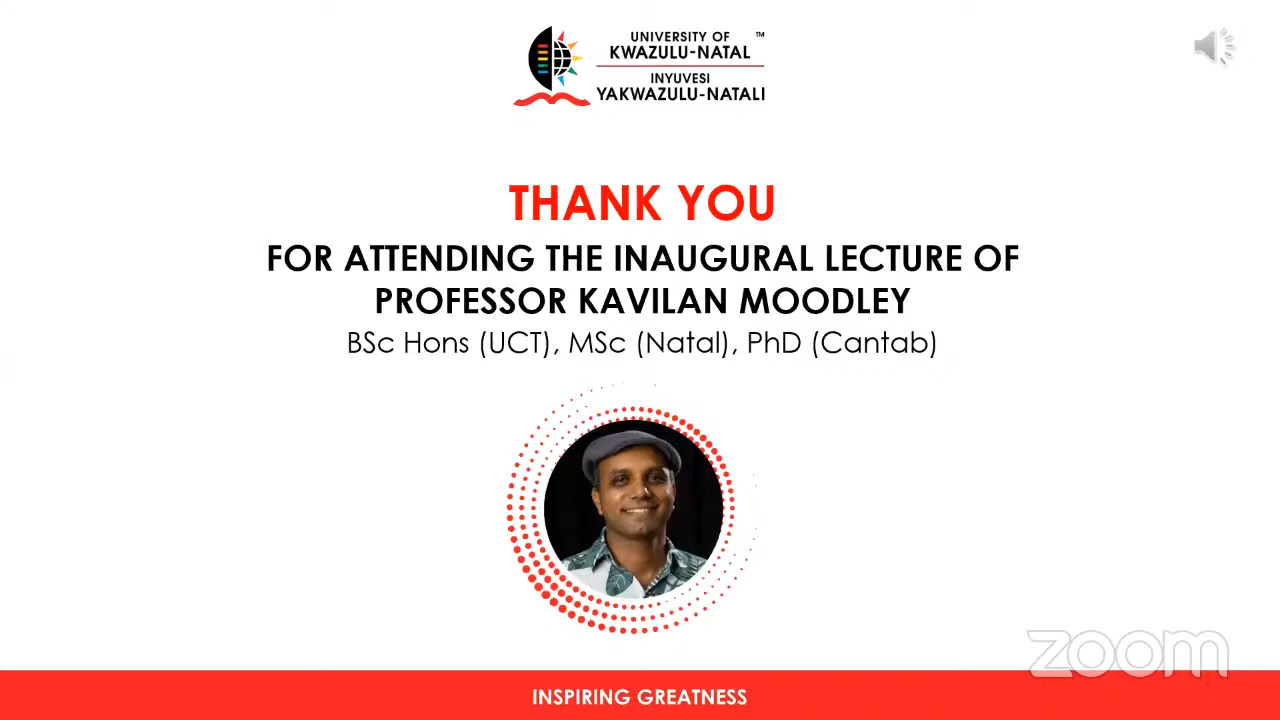 UNIVERSITY OF ™
KWAZULU-NATAL
INYUVESI
YAKWAZULU-NATALI
THANK YOU
FOR ATTENDING THE INAUGURAL LECTURE OF
PROFESSOR KAVILAN MOODLEY
BSc Hons (UCT), MSc (Natal), PhD (Cantab)
zoom
INSPIRING GREATNESS